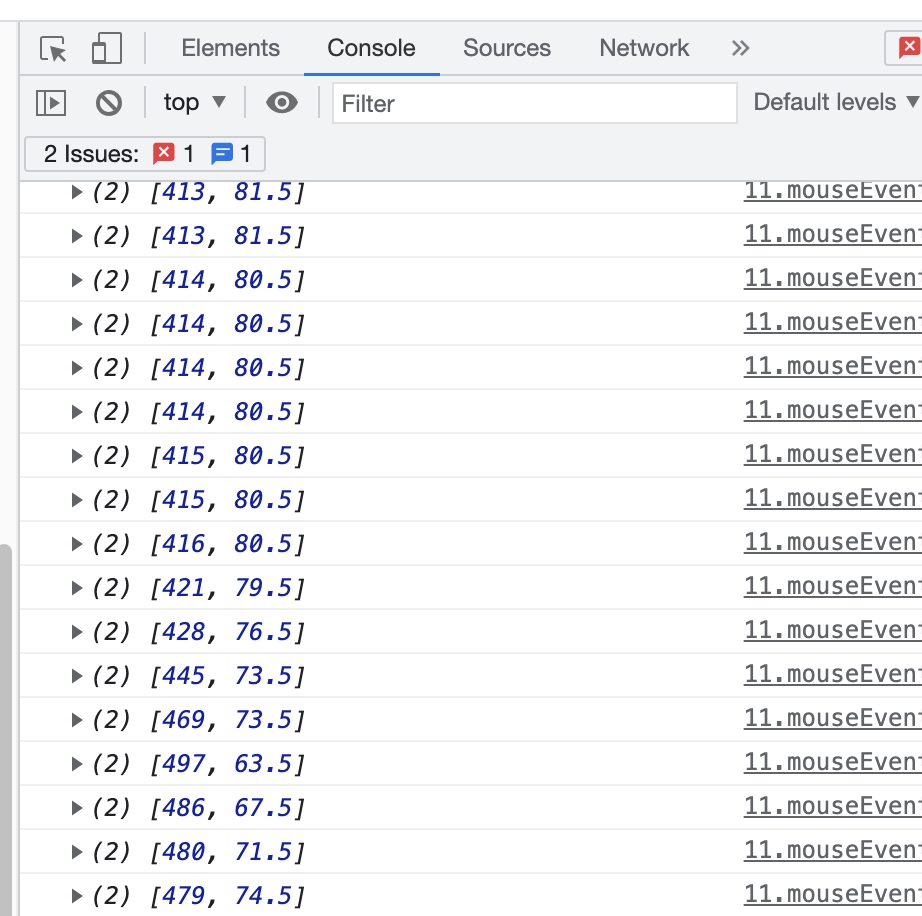 Elements Console Sources Network »
top ▼ Filter Default levels ▼
2 Issues: 1 1
(2) [413, 81.5] 11.mouseEvent
(2) [413, 81.5] 11.mouseEvent
(2) [414, 80.5] 11.mouseEvent
(2) [414, 80.5] 11.mouseEvent
(2) [414, 80.5] 11.mouseEvent
(2) [414, 80.5] 11.mouseEvent
(2) [415, 80.5] 11.mouseEvent
(2) [415, 80.5] 11.mouseEvent
(2) [416, 80.5] 11.mouseEvent
(2) [421, 79.5] 11.mouseEvent
(2) [428, 76.5] 11.mouseEvent
(2) [445, 73.5] 11.mouseEvent
(2) [469, 73.5] 11.mouseEvent
(2) [497, 63.5] 11.mouseEvent
(2) [486, 67.5] 11.mouseEvent
(2) [480, 71.5] 11.mouseEvent
(2) [479, 74.5] 11.mouseEvent